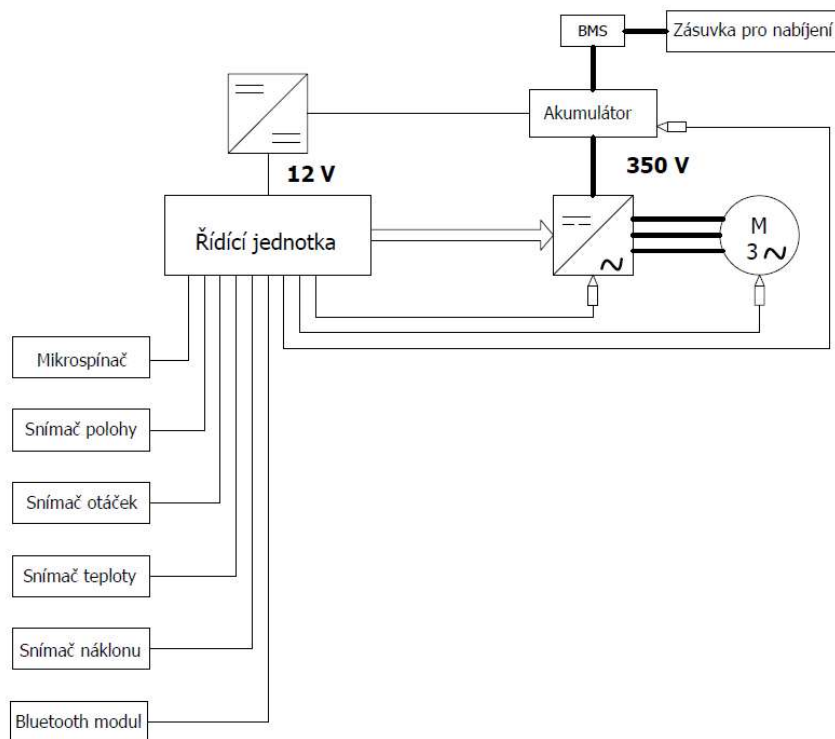 BMS
Zásuvka pro nabíjení
Akumulátor
12 V
350 V
Řídící jednotka
M
3 ~
Mikrospínač
Snímač polohy
Snímač otáček
Snímač teploty
Snímač náklonu
Bluetooth modul